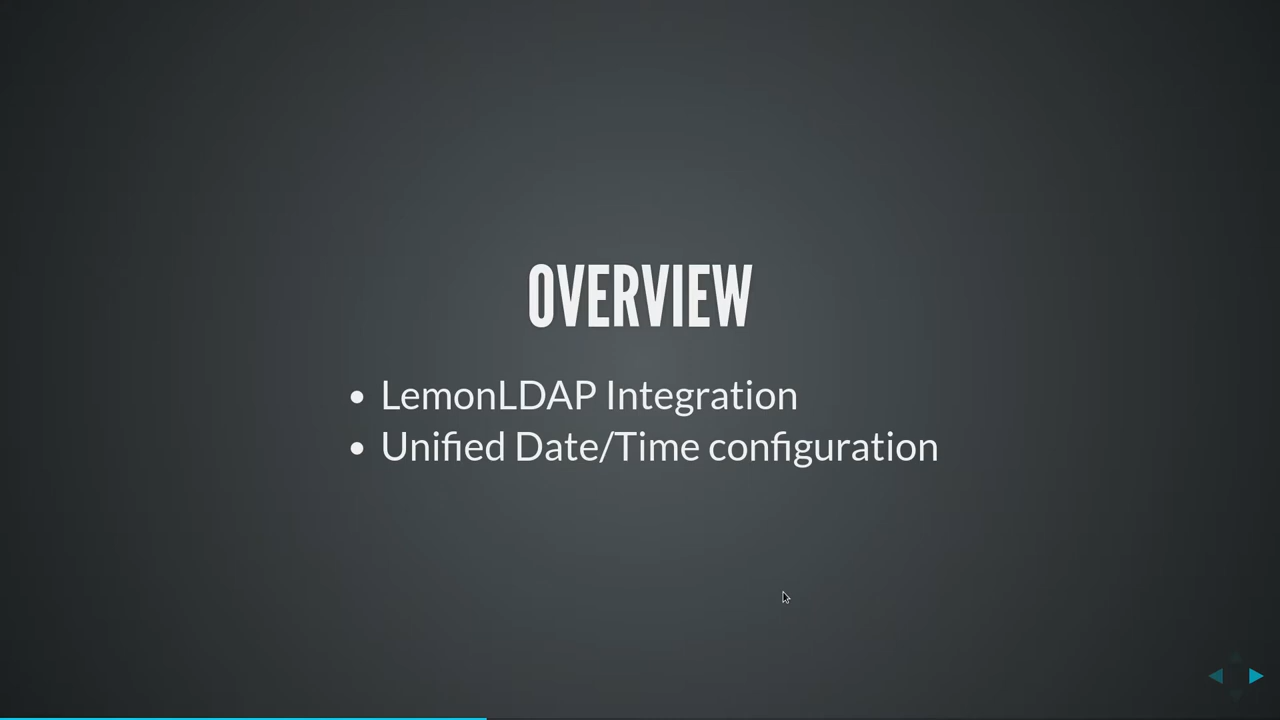 OVERVIEW
• LemonLDAP Integration
• Unified Date/Time configuration